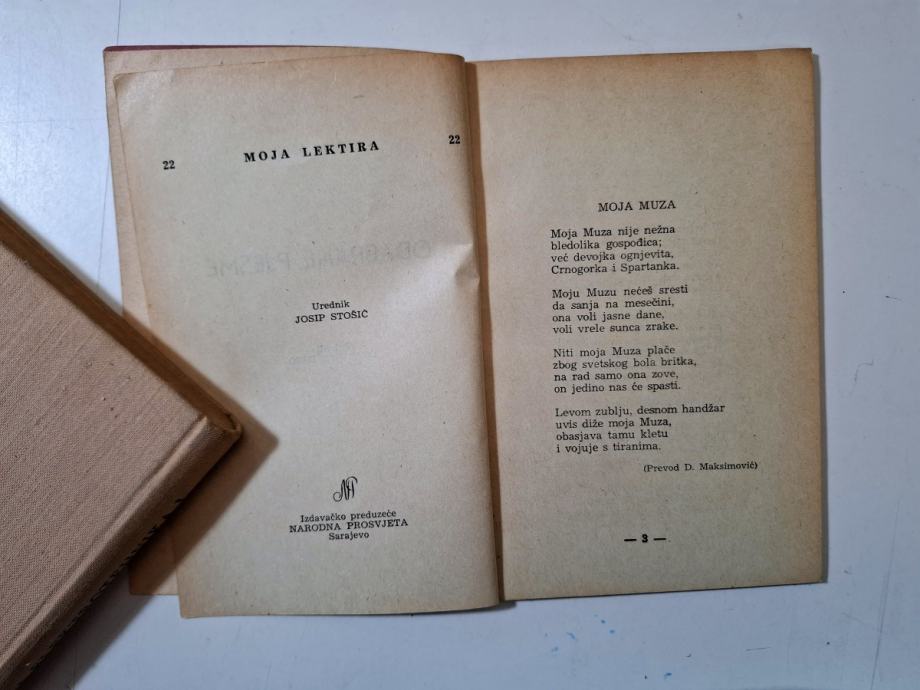 22 MOJA LEKTIRA 22
Urednik
JOSIP STOŠIĆ
Izdavačko preduzeće
NARODNA PROSVJETA
Sarajevo
MOJA MUZA
Moja Muza nije nežna
bledolika gospođica;
već devojka ognjevita,
Crnogorka i Spartanka.
Moju Muzu nećeš sresti
da sanja na mesečini,
ona voli jasne dane,
voli vrele sunca zrake.
Niti moja Muza plače
zbog svetskog bola britka,
na rad samo ona zove,
on jedino nas će spasti.
Levom zublju, desnom handžar
uvis diže moja Muza,
obasjava tamu kletu
i vojuje s tiranima.
(Prevod D. Maksimović)
— 3 —